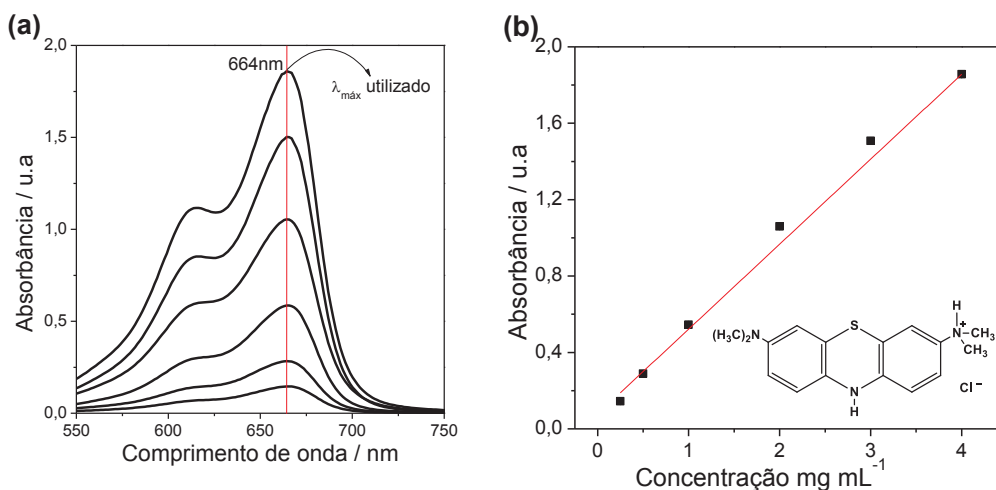 (a)
2,0
1,5
1,0
0,5
0,0
550
600
650
700
750
664nm
λmáx utilizado
Absorbância / u.a
Comprimento de onda / nm
(b)
2,0
1,6
1,2
0,8
0,4
0,0
0
1
2
3
4
Absorbância / u.a
Concentração mg mL-1
(H3C)2N
S
N
H
H
N+
CH3
CH3
Cl−